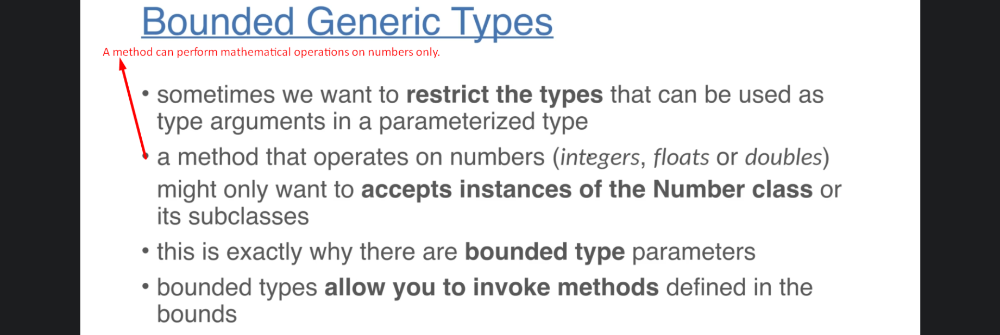 Bounded Generic Types
A method can perform mathematical operations on numbers only.
• sometimes we want to restrict the types that can be used as
type arguments in a parameterized type
• a method that operates on numbers (integers, floats or doubles)
might only want to accepts instances of the Number class or
its subclasses
• this is exactly why there are bounded type parameters
• bounded types allow you to invoke methods defined in the
bounds